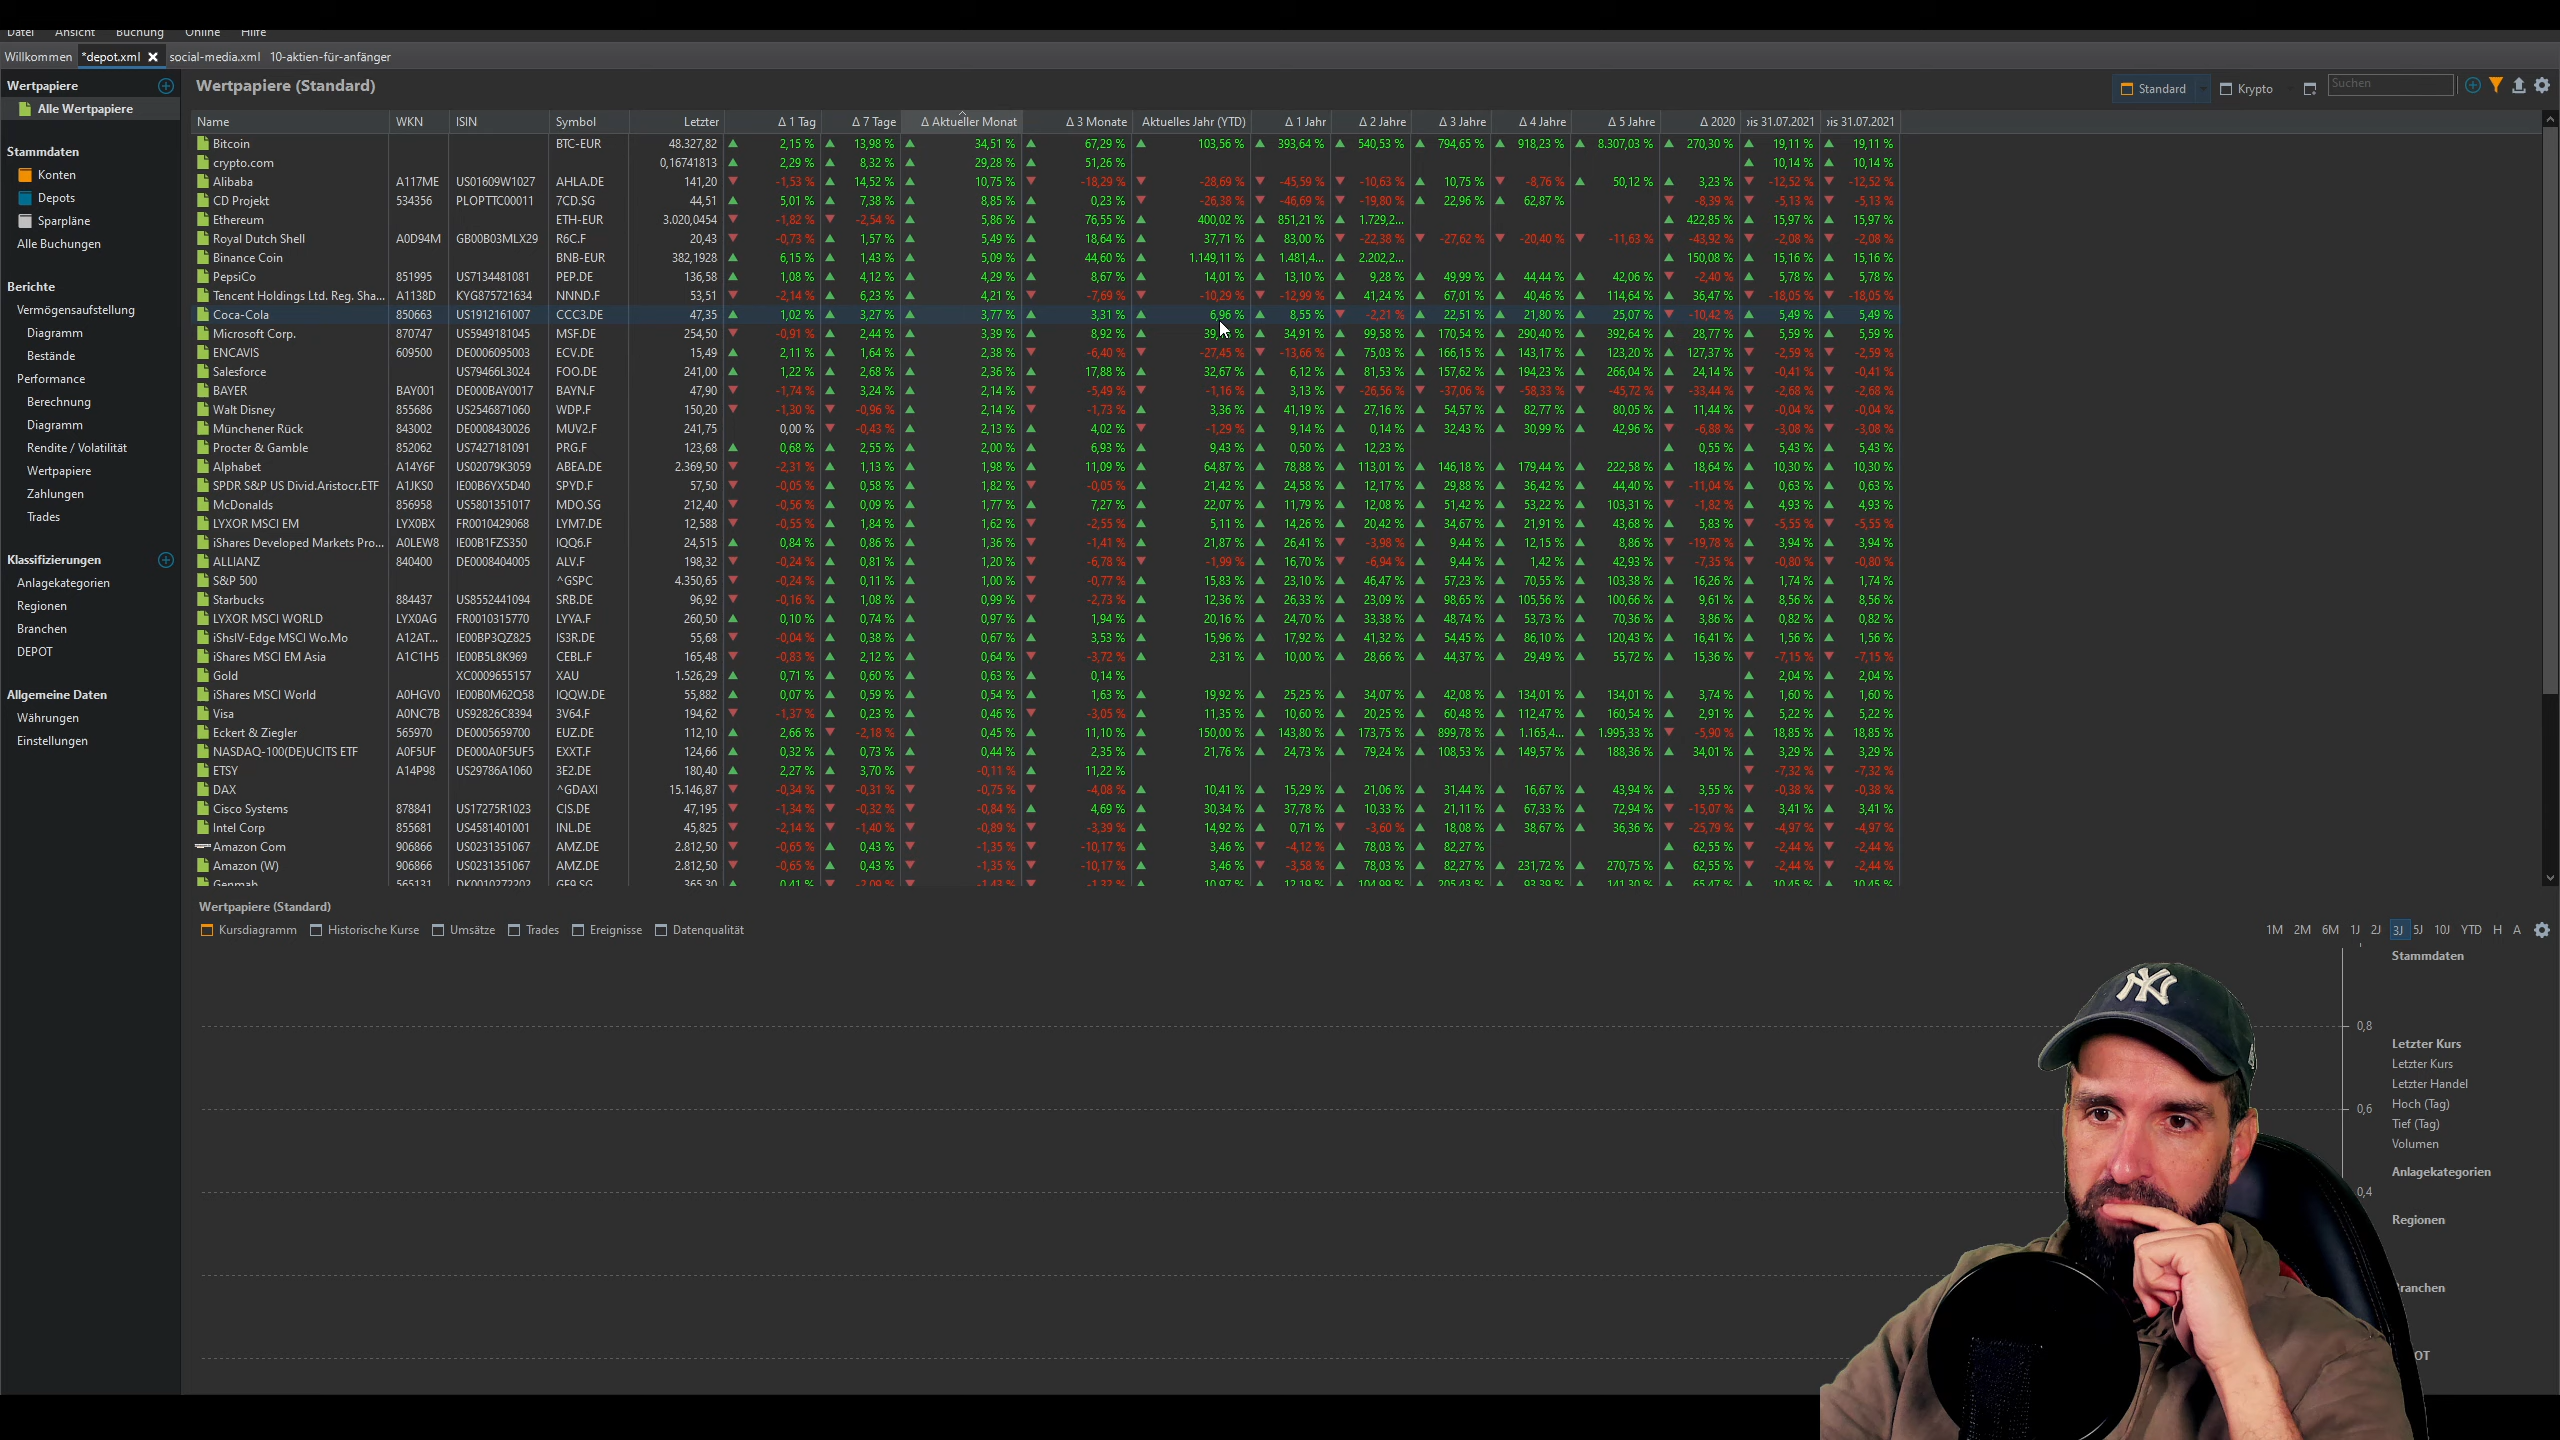 Datei Ansicht Buchung Online Hilfe
Willkommen *depot.xml social-media.xml 10-aktien-für-anfänger
Wertpapiere
Alle Wertpapiere
Stammdaten
Konten
Depots
Sparpläne
Alle Buchungen
Berichte
Vermögensaufstellung
Diagramm
Bestände
Performance
Berechnung
Diagramm
Rendite / Volatilität
Wertpapiere
Zahlungen
Trades
Klassifizierungen
Anlagekategorien
Regionen
Branchen
DEPOT
Allgemeine Daten
Währungen
Einstellungen
Wertpapiere (Standard)
Standard Krypto Suchen
Name WKN ISIN Symbol Letzter Δ 1 Tag Δ 7 Tage Δ Aktueller Monat Δ 3 Monate Aktuelles Jahr (YTD) Δ 1 Jahr Δ 2 Jahre Δ 3 Jahre Δ 4 Jahre Δ 5 Jahre Δ 2020 bis 31.07.2021 bis 31.07.2021
Bitcoin BTC-EUR 48.327,82 2,15 % 13,98 % 34,51 % 67,29 % 103,56 % 393,64 % 540,53 % 794,65 % 918,23 % 8.307,03 % 270,30 % 19,11 % 19,11 %
crypto.com 0,16741813 2,29 % 8,32 % 29,28 % 51,26 % 10,14 % 10,14 %
Alibaba A117ME US01609W1027 AHLA.DE 141,20 -1,53 % 14,52 % 10,75 % -18,29 % -28,69 % -45,59 % -10,63 % 10,75 % -8,76 % 50,12 % 3,23 % -12,52 % -12,52 %
CD Projekt 534356 PLOPTTC00011 7CD.SG 44,51 5,01 % 7,38 % 8,85 % 0,23 % -26,38 % -46,69 % -19,80 % 22,96 % 62,87 % -8,39 % -5,13 % -5,13 %
Ethereum ETH-EUR 3.020,0454 -1,82 % -2,54 % 5,86 % 76,55 % 400,02 % 851,21 % 1.729,2... 422,85 % 15,97 % 15,97 %
Royal Dutch Shell A0D94M GB00B03MLX29 R6C.F 20,43 -0,73 % 1,57 % 5,49 % 18,64 % 37,71 % 83,00 % -22,38 % -27,62 % -20,40 % -11,63 % -43,92 % -2,08 % -2,08 %
Binance Coin BNB-EUR 382,1928 6,15 % 1,43 % 5,09 % 44,60 % 1.149,11 % 1.481,4... 2.202,2... 150,08 % 15,16 % 15,16 %
PepsiCo 851995 US7134481081 PEP.DE 136,58 1,08 % 4,12 % 4,29 % 8,67 % 14,01 % 13,10 % 9,28 % 49,99 % 44,44 % 42,06 % -2,40 % 5,78 % 5,78 %
Tencent Holdings Ltd. Reg. Sha... A1138D KYG875721634 NNND.F 53,51 -2,14 % 6,23 % 4,21 % -7,69 % -10,29 % -12,99 % 41,24 % 67,01 % 40,46 % 114,64 % 36,47 % -18,05 % -18,05 %
Coca-Cola 850663 US1912161007 CCC3.DE 47,35 1,02 % 3,27 % 3,77 % 3,31 % 6,96 % 8,55 % -2,21 % 22,51 % 21,80 % 25,07 % -10,42 % 5,49 % 5,49 %
Microsoft Corp. 870747 US5949181045 MSF.DE 254,50 -0,91 % 2,44 % 3,39 % 8,92 % 34,91 % 99,58 % 170,54 % 290,40 % 392,64 % 28,77 % 5,59 % 5,59 %
ENCAVIS 609500 DE0006095003 ECV.DE 15,49 2,11 % 1,64 % 2,38 % -6,40 % -27,45 % -13,66 % 75,03 % 166,15 % 143,17 % 123,20 % 127,37 % -2,59 % -2,59 %
Salesforce US79466L3024 FOO.DE 241,00 1,22 % 2,68 % 2,36 % 17,88 % 32,67 % 6,12 % 81,53 % 157,62 % 194,23 % 266,04 % 24,14 % -0,41 % -0,41 %
BAYER BAY001 DE000BAY0017 BAYN.F 47,90 -1,74 % 3,24 % 2,14 % -5,49 % -1,16 % 3,13 % -26,56 % -37,06 % -58,33 % -45,72 % -33,44 % -2,68 % -2,68 %
Walt Disney 855686 US2546871060 WDP.F 150,20 -1,30 % -0,96 % 2,14 % -1,73 % 3,36 % 41,19 % 27,16 % 54,57 % 82,77 % 80,05 % 11,44 % -0,04 % -0,04 %
Münchener Rück 843002 DE0008430026 MUV2.F 241,75 0,00 % -0,43 % 2,13 % 4,02 % -1,29 % 9,14 % 0,14 % 32,43 % 30,99 % 42,96 % -6,88 % -3,08 % -3,08 %
Procter & Gamble 852062 US7427181091 PRG.F 123,68 0,68 % 2,55 % 2,00 % 6,93 % 9,43 % 0,50 % 12,23 % 0,55 % 5,43 % 5,43 %
Alphabet A14Y6F US02079K3059 ABEA.DE 2.369,50 -2,31 % 1,13 % 1,98 % 11,09 % 64,87 % 78,88 % 113,01 % 146,18 % 179,44 % 222,58 % 18,64 % 10,30 % 10,30 %
SPDR S&P US Divid.Aristocr.ETF A1JKS0 IE00B6YX5D40 SPYD.F 57,50 -0,05 % 0,58 % 1,82 % -0,05 % 21,42 % 24,58 % 12,17 % 29,88 % 36,42 % 44,40 % -11,04 % 0,63 % 0,63 %
McDonalds 856958 US5801351017 MDO.SG 212,40 -0,56 % 0,09 % 1,77 % 7,27 % 22,07 % 11,79 % 12,08 % 51,42 % 53,22 % 103,31 % -1,82 % 4,93 % 4,93 %
LYXOR MSCI EM LYX0BX FR0010429068 LYM7.DE 12,588 -0,55 % 1,84 % 1,62 % -2,55 % 5,11 % 14,26 % 20,42 % 34,67 % 21,91 % 43,68 % 5,83 % -5,55 % -5,55 %
iShares Developed Markets Pro... A0LEW8 IE00B1FZS350 IQQ6.F 24,515 0,84 % 0,86 % 1,36 % -1,41 % 21,87 % 26,41 % -3,98 % 9,44 % 12,15 % 8,86 % -19,78 % 3,94 % 3,94 %
ALLIANZ 840400 DE0008404005 ALV.F 198,32 -0,24 % 0,81 % 1,20 % -6,78 % -1,99 % 16,70 % -6,94 % 9,44 % 1,42 % 42,93 % -7,35 % -0,80 % -0,80 %
S&P 500 ^GSPC 4.350,65 -0,24 % 0,11 % 1,00 % -0,77 % 15,83 % 23,10 % 46,47 % 57,23 % 70,55 % 103,38 % 16,26 % 1,74 % 1,74 %
Starbucks 884437 US8552441094 SRB.DE 96,92 -0,16 % 1,08 % 0,99 % -2,73 % 12,36 % 26,33 % 23,09 % 98,65 % 105,56 % 100,66 % 9,61 % 8,56 % 8,56 %
LYXOR MSCI WORLD LYX0AG FR0010315770 LYYA.F 260,50 0,10 % 0,74 % 0,97 % 1,94 % 20,16 % 24,70 % 33,38 % 48,74 % 53,73 % 70,36 % 3,86 % 0,82 % 0,82 %
iShsIV-Edge MSCI Wo.Mo A12AT... IE00BP3QZ825 IS3R.DE 55,68 -0,04 % 0,38 % 0,67 % 3,53 % 15,96 % 17,92 % 41,32 % 54,45 % 86,10 % 120,43 % 16,41 % 1,56 % 1,56 %
iShares MSCI EM Asia A1C1H5 IE00B5L8K969 CEBL.F 165,48 -0,83 % 2,12 % 0,64 % -3,72 % 2,31 % 10,00 % 28,66 % 44,37 % 29,49 % 55,72 % 15,36 % -7,15 % -7,15 %
Gold XC0009655157 XAU 1.526,29 0,71 % 0,60 % 0,63 % 0,14 % 2,04 % 2,04 %
iShares MSCI World A0HGV0 IE00B0M62Q58 IQQW.DE 55,882 0,07 % 0,59 % 0,54 % 1,63 % 19,92 % 25,25 % 34,07 % 42,08 % 134,01 % 134,01 % 3,74 % 1,60 % 1,60 %
Visa A0NC7B US92826C8394 3V64.F 194,62 -1,37 % 0,23 % 0,46 % -3,05 % 11,35 % 10,60 % 20,25 % 60,48 % 112,47 % 160,54 % 2,91 % 5,22 % 5,22 %
Eckert & Ziegler 565970 DE0005659700 EUZ.DE 112,10 2,66 % -2,18 % 0,45 % 11,10 % 150,00 % 143,80 % 173,75 % 899,78 % 1.165,4... 1.995,33 % -5,90 % 18,85 % 18,85 %
NASDAQ-100(DE)UCITS ETF A0F5UF DE000A0F5UF5 EXXT.F 124,66 0,32 % 0,73 % 0,44 % 2,35 % 21,76 % 24,73 % 79,24 % 108,53 % 149,57 % 188,36 % 34,01 % 3,29 % 3,29 %
ETSY A14P98 US29786A1060 3E2.DE 180,40 2,27 % 3,70 % -0,11 % 11,22 % -7,32 % -7,32 %
DAX ^GDAXI 15.146,87 -0,34 % -0,31 % -0,75 % -4,08 % 10,41 % 15,29 % 21,06 % 31,44 % 16,67 % 43,94 % 3,55 % -0,38 % -0,38 %
Cisco Systems 878841 US17275R1023 CIS.DE 47,195 -1,34 % -0,32 % -0,84 % 4,69 % 30,34 % 37,78 % 10,33 % 21,11 % 67,33 % 72,94 % -15,07 % 3,41 % 3,41 %
Intel Corp 855681 US4581401001 INL.DE 45,825 -2,14 % -1,40 % -0,89 % -3,39 % 14,92 % 0,71 % -3,60 % 18,08 % 38,67 % 36,36 % -25,79 % -4,97 % -4,97 %
Amazon Com 906866 US0231351067 AMZ.DE 2.812,50 -0,65 % 0,43 % -1,35 % -10,17 % 3,46 % -4,12 % 78,03 % 82,27 % 62,55 % -2,44 % -2,44 %
Amazon (W) 906866 US0231351067 AMZ.DE 2.812,50 -0,65 % 0,43 % -1,35 % -10,17 % 3,46 % -3,58 % 78,03 % 82,27 % 231,72 % 270,75 % 62,55 % -2,44 % -2,44 %
Genmab 565131 DK0010272202 GE9.SG 365,30 0,41 % -2,09 % -1,43 % -1,32 % 10,97 % 12,19 % 104,99 % 205,43 % 93,39 % 141,30 % 65,47 % 10,45 % 10,45 %
Wertpapiere (Standard)
Kursdiagramm Historische Kurse Umsätze Trades Ereignisse Datenqualität
1M 2M 6M 1J 2J 3J 5J 10J YTD H A
0,8
0,6
0,4
Stammdaten
Letzter Kurs
Letzter Kurs
Letzter Handel
Hoch (Tag)
Tief (Tag)
Volumen
Anlagekategorien
Regionen
ranchen
OT
NY